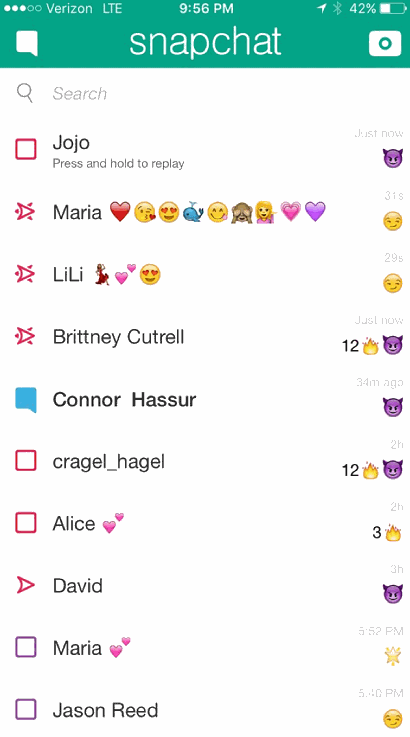 Verizon LTE 9:56 PM 42%
snapchat
Search
Jojo
Just now
Press and hold to replay
Maria ❤️😘😍🐳😋🙈💁💗💜
31s
LiLi 💃💕😍
29s
Brittney Cutrell
Just now
12🔥😈
Connor Hassur
34m ago
cragel_hagel
2h
12🔥😈
Alice 💕
2h
3🔥
David
3h
Maria 💕
5:52 PM
Jason Reed
5:48 PM